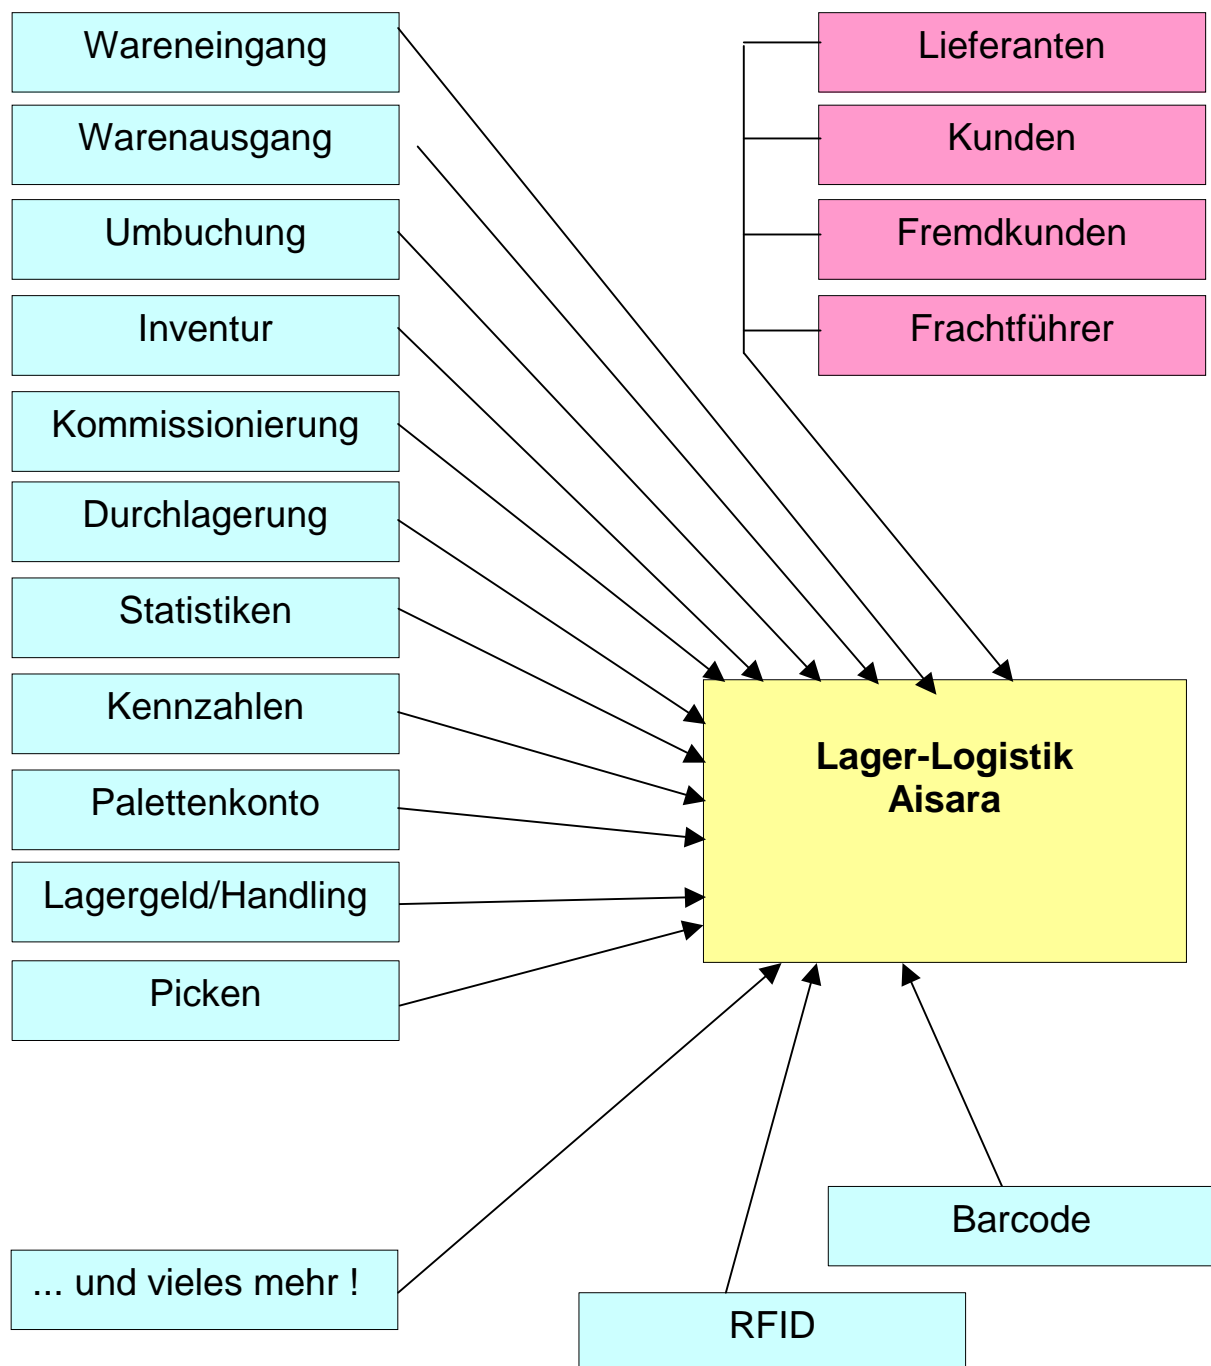 Wareneingang
Warenausgang
Umbuchung
Inventur
Kommissionierung
Durchlagerung
Statistiken
Kennzahlen
Palettenkonto
Lagergeld/Handling
Picken
... und vieles mehr !
Lieferanten
Kunden
Fremdkunden
Frachtführer
Lager-Logistik
Aisara
Barcode
RFID